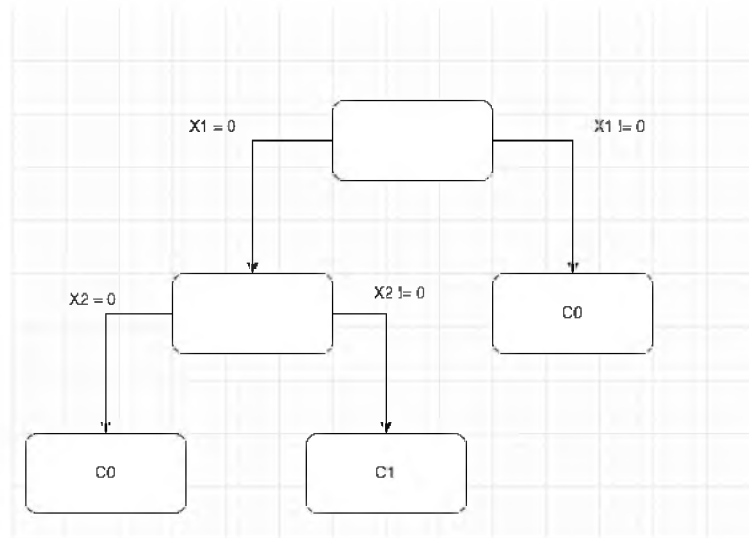 X1 = 0
X1 != 0
X2 = 0
X2 != 0
C0
C0
C1